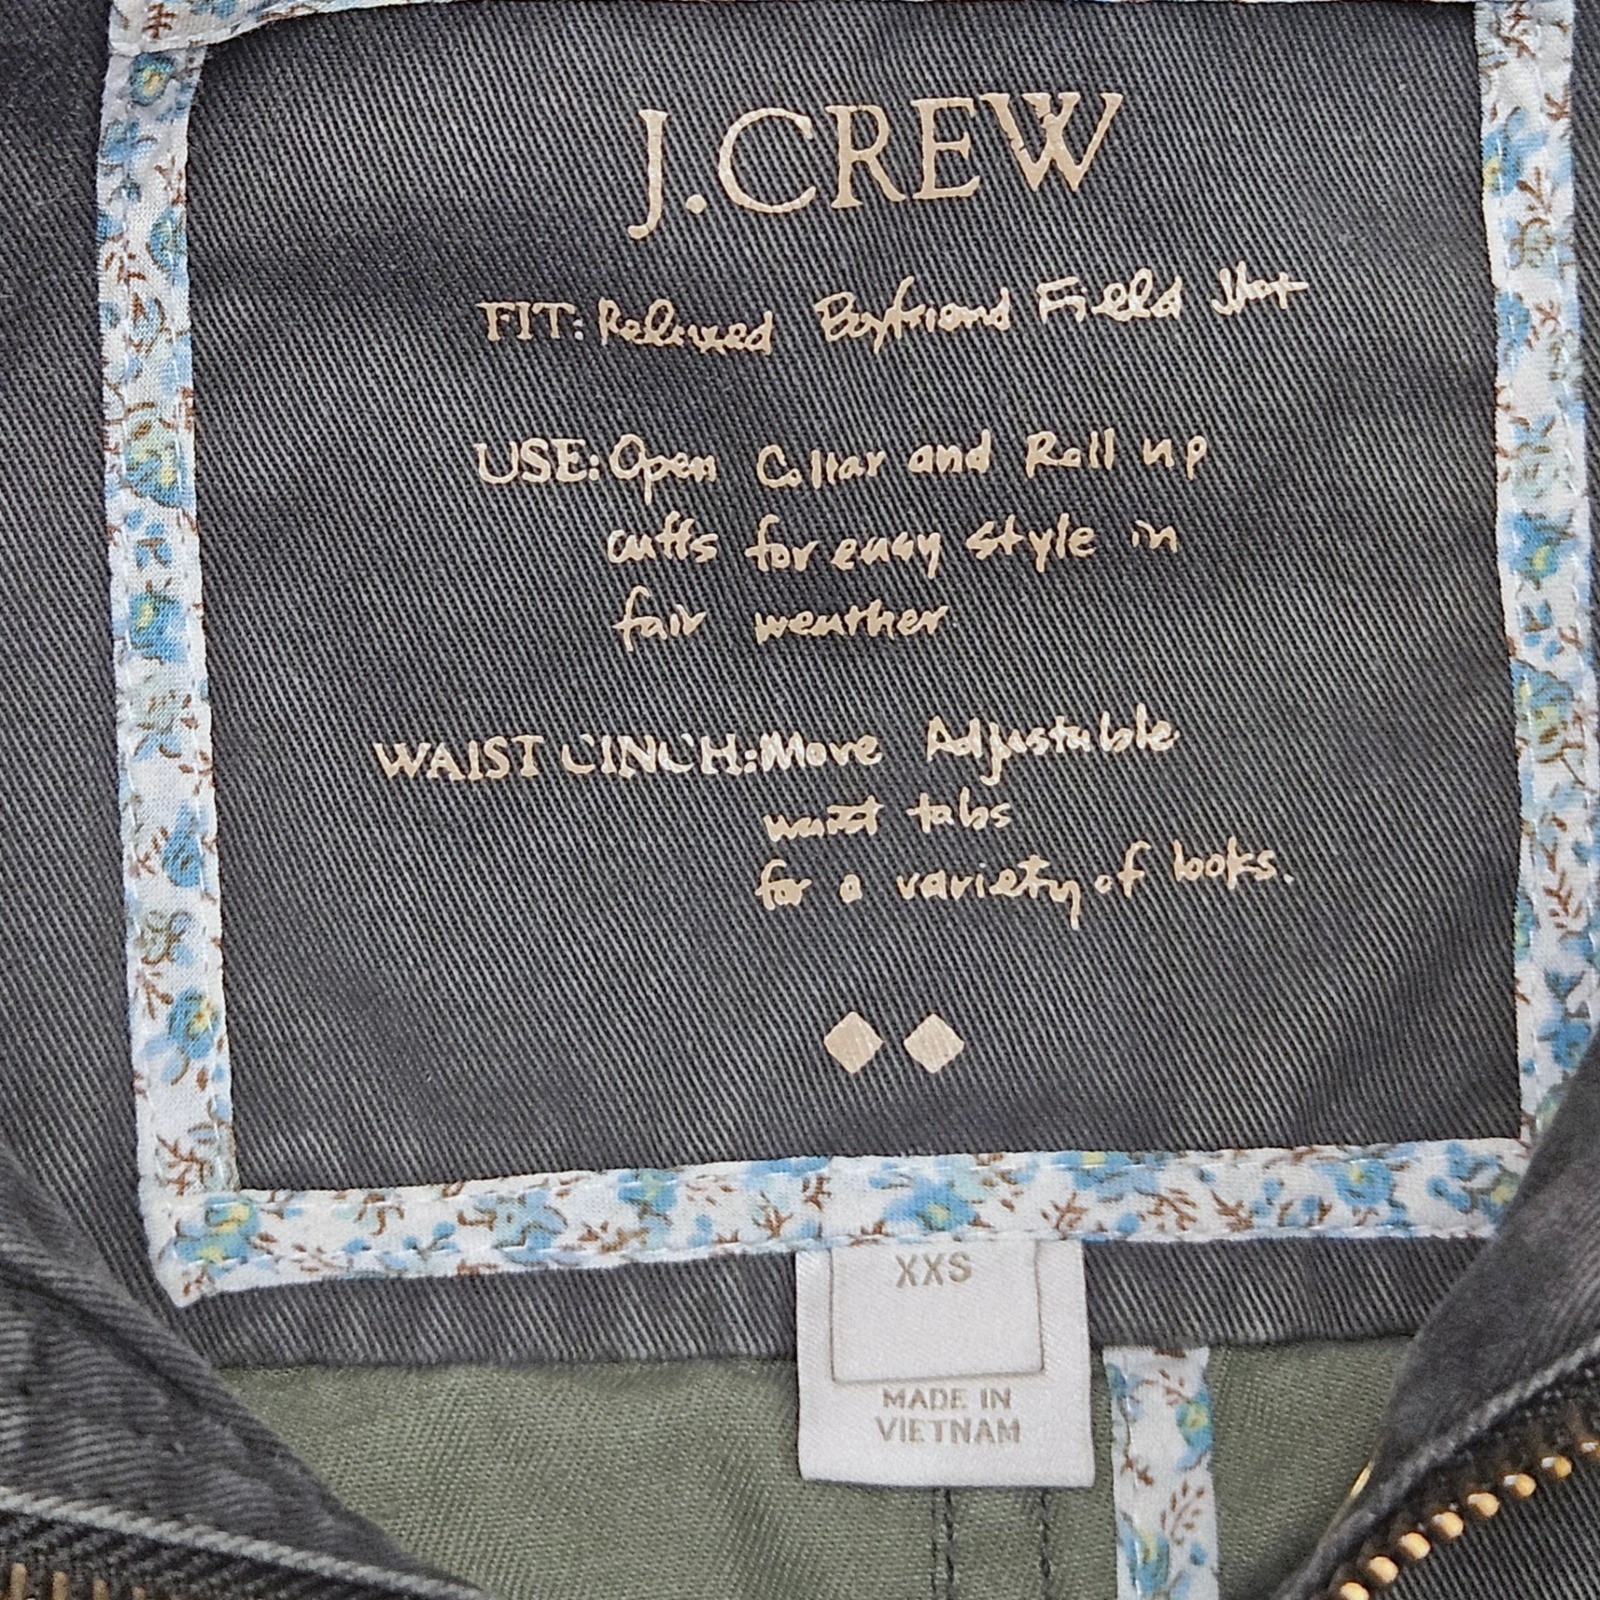 J.CREW
FIT: Relaxed Boyfriend Field Jkt
USE: Open Collar and Roll up
cuffs for easy style in
fair weather.
WAIST CINCH: Move Adjustable
waist tabs
for a variety of looks.
XXS
MADE IN
VIETNAM